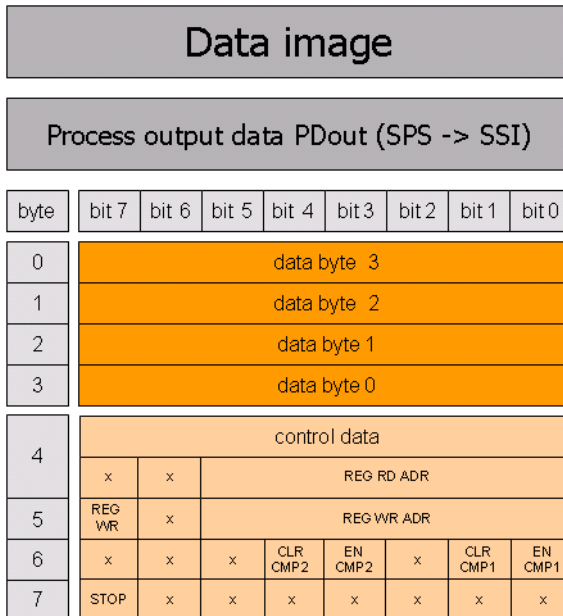 Data image
Process output data PDout (SPS -> SSI)
byte bit 7 bit 6 bit 5 bit 4 bit 3 bit 2 bit 1 bit 0
0 data byte 3
1 data byte 2
2 data byte 1
3 data byte 0
4 control data
x x REG RD ADR
5 REG WR x REG WR ADR
6 x x x CLR CMP2 EN CMP2 x CLR CMP1 EN CMP1
7 STOP x x x x x x x